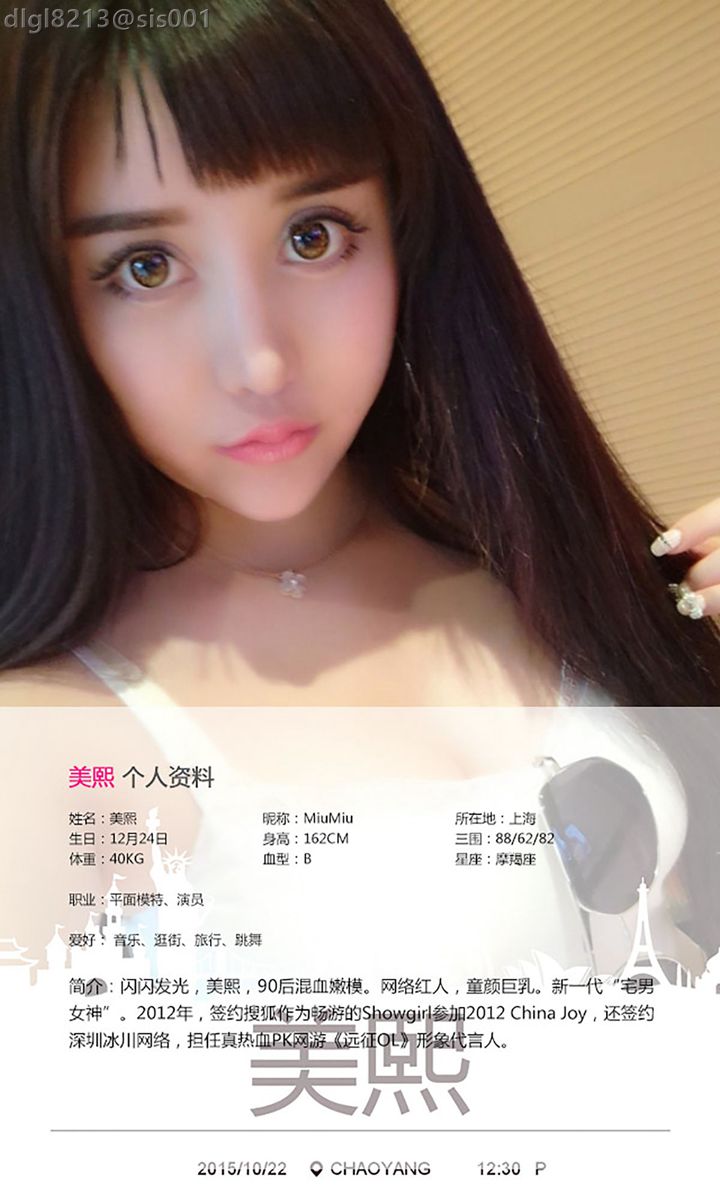 dlgl8213@sis001
美熙 个人资料
姓名：美熙 昵称：MiuMiu 所在地：上海
生日：12月24日 身高：162CM 三围：88/62/82
体重：40KG 血型：B 星座：摩羯座
职业：平面模特、演员
爱好： 音乐、逛街、旅行、跳舞
简介：闪闪发光，美熙，90后混血嫩模。网络红人，童颜巨乳。新一代“宅男
女神”。2012年，签约搜狐作为畅游的Showgirl参加2012 China Joy，还签约
深圳冰川网络，担任真热血PK网游《远征OL》形象代言人。
美熙
2015/10/22 CHAOYANG 12:30 P